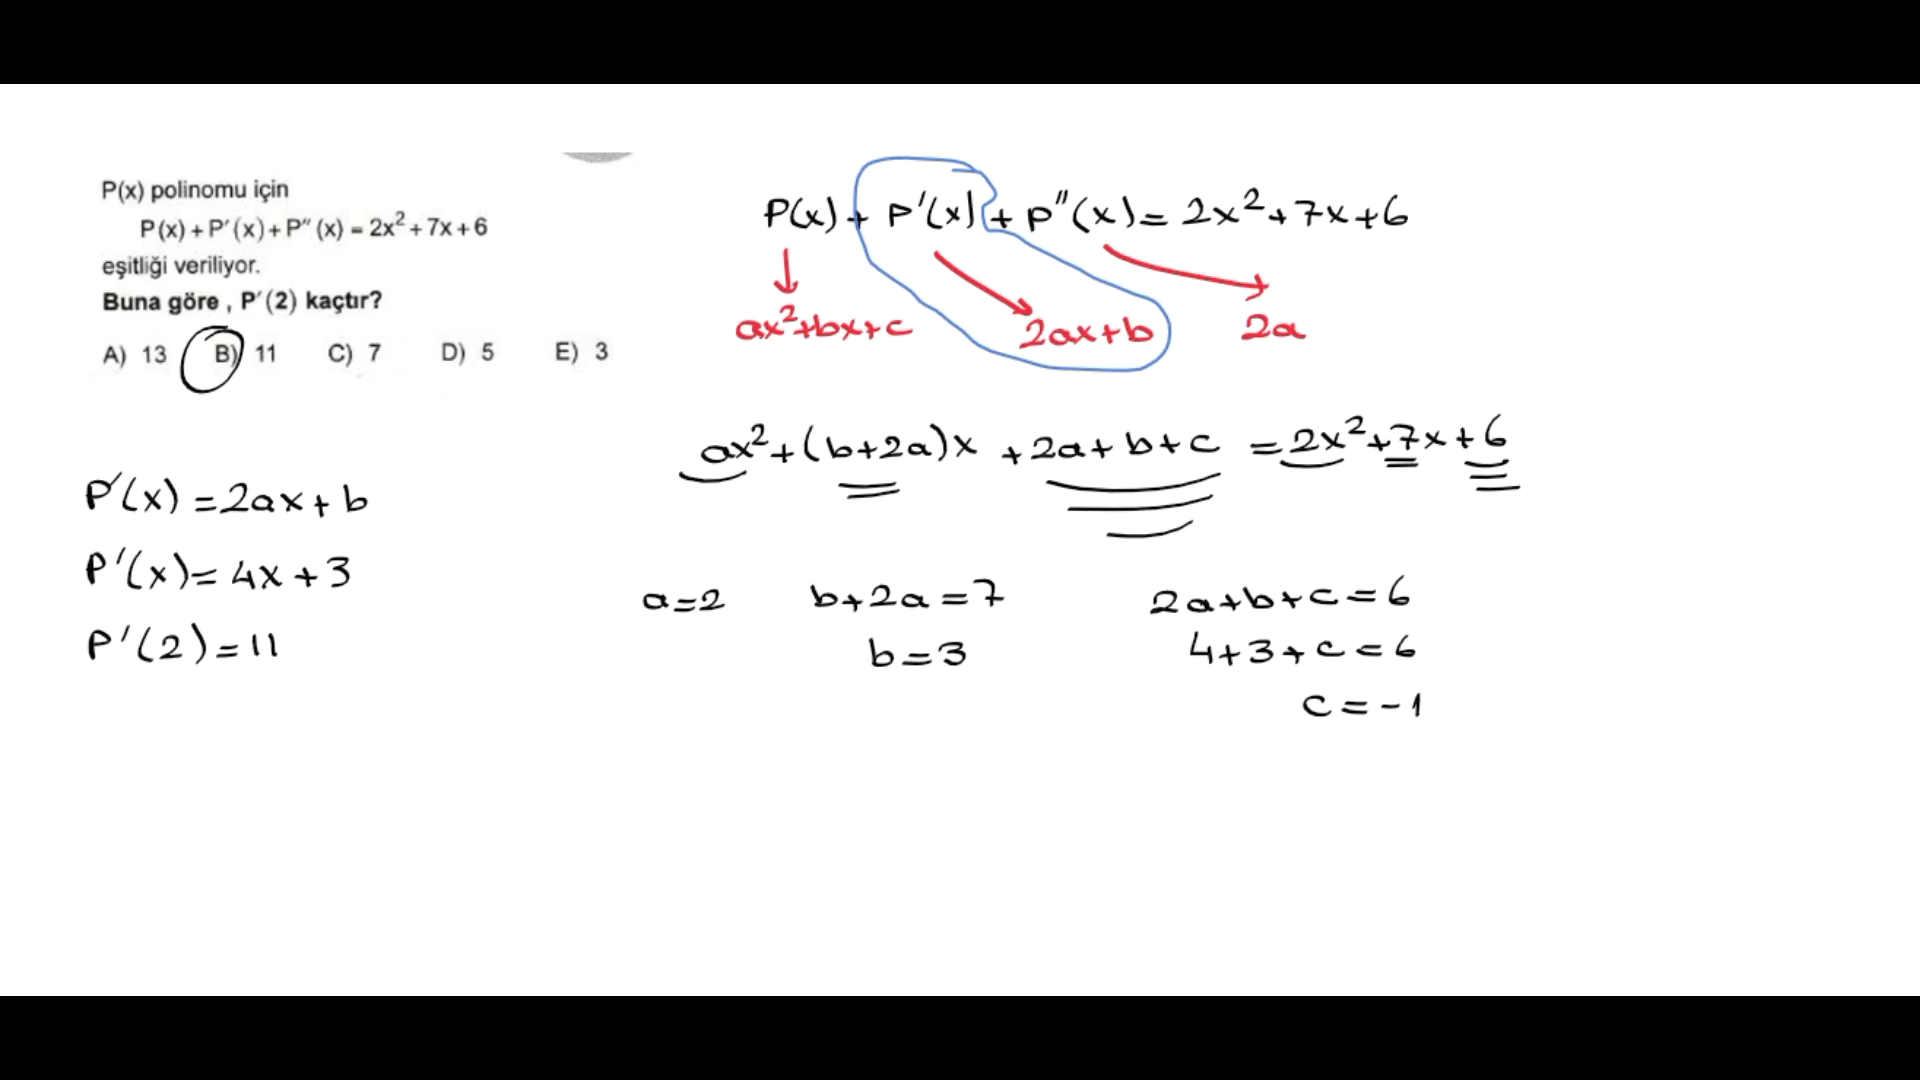 P(x) polinomu için
P(x) + P′(x) + P″(x) = 2x² + 7x + 6
eşitliği veriliyor.
Buna göre , P′(2) kaçtır?
A) 13 B) 11 C) 7 D) 5 E) 3
P′(x) = 2ax + b
P′(x) = 4x + 3
P′(2) = 11
P(x) + P′(x) + P″(x) = 2x² + 7x + 6
ax²+bx+c 2ax+b 2a
ax² + (b+2a)x + 2a + b + c = 2x² + 7x + 6
a=2 b+2a=7 2a+b+c=6
b=3 4+3+c=6
c=-1